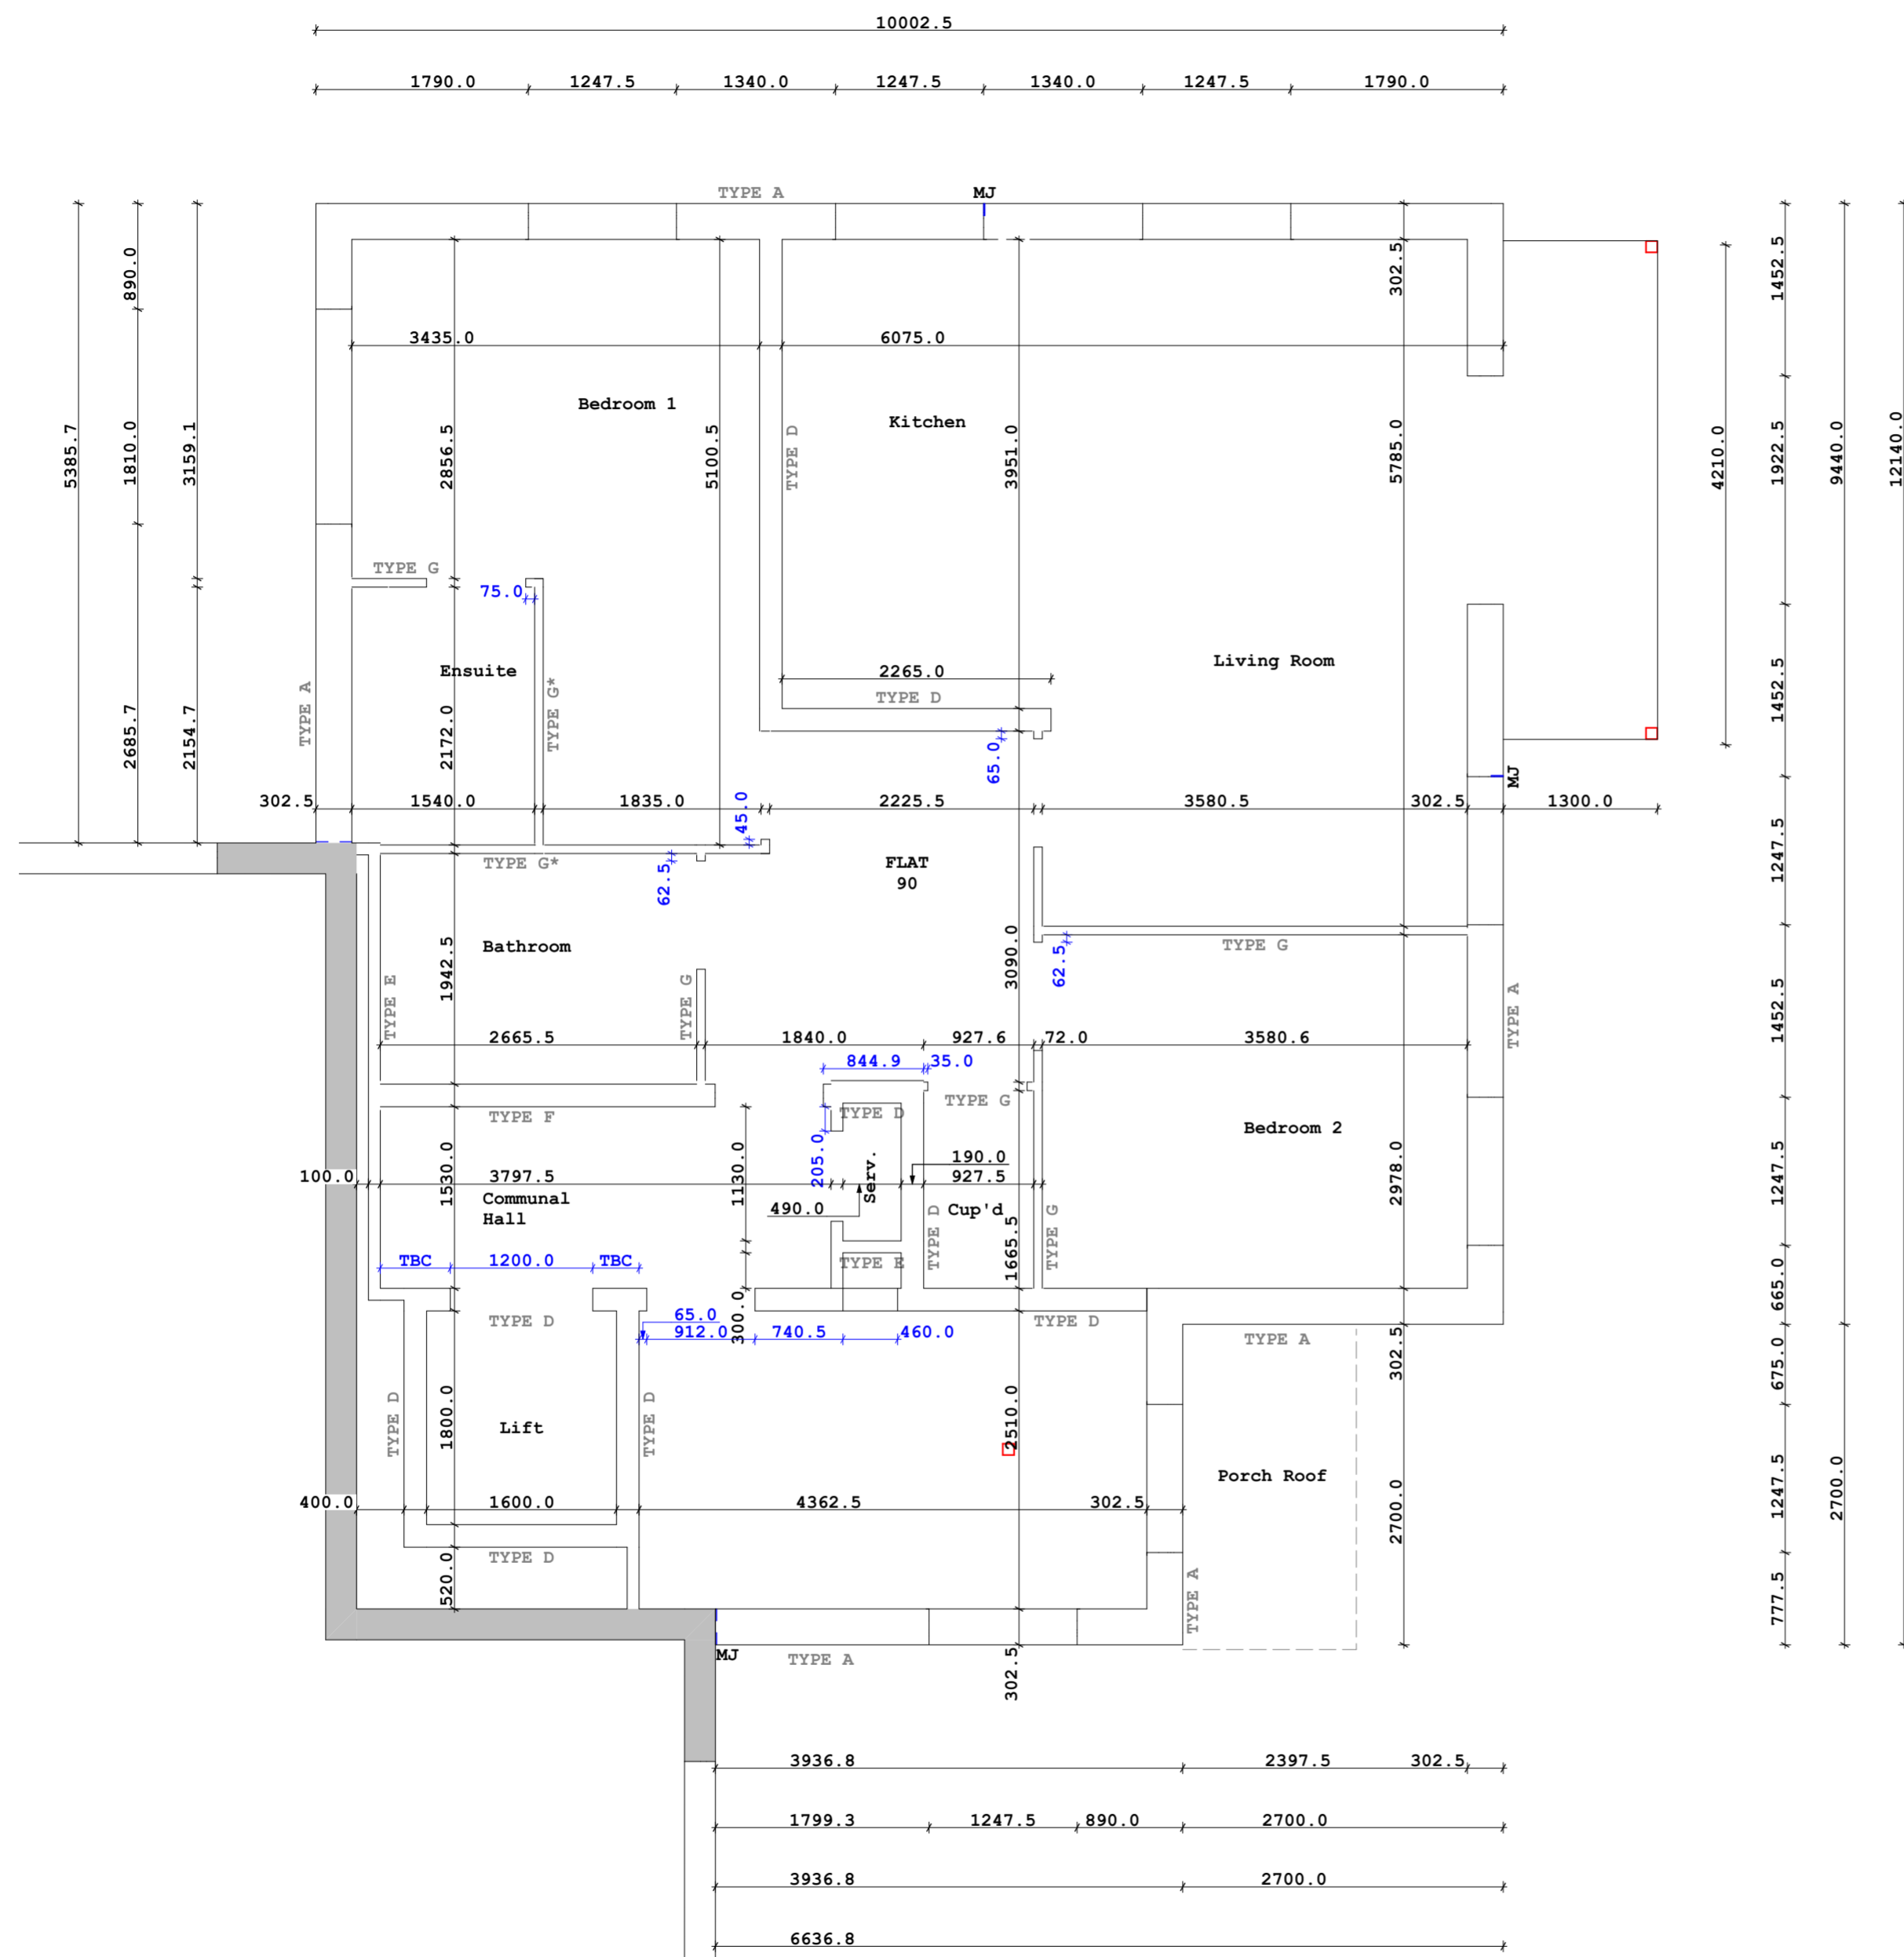 10002.5
1790.0 1247.5 1340.0 1247.5 1340.0 1247.5 1790.0
TYPE A MJ
890.0
302.5
1452.5
3435.0 6075.0
Bedroom 1
Kitchen
5385.7
1810.0
3159.1
2856.5
5100.5
TYPE D
3951.0
5785.0
4210.0
1922.5
9440.0
12140.0
TYPE G
75.0
Ensuite
Living Room
2265.0
TYPE D
TYPE A
TYPE G*
2685.7
2154.7
2172.0
1452.5
65.0
MJ
302.5 1540.0 1835.0 45.0 2225.5 3580.5 302.5 1300.0
TYPE G*
62.5
FLAT
90
1247.5
Bathroom
TYPE G
62.5
TYPE E
1942.5
TYPE G
3090.0
TYPE A
1452.5
2665.5 1840.0 927.6 72.0 3580.6
844.9 35.0
TYPE F
TYPE D
TYPE G
Bedroom 2
205.0
190.0
100.0 3797.5 927.5
1530.0
1130.0
Serv.
2978.0
1247.5
Communal
Hall
490.0
Cup'd
TYPE D
1665.5
TYPE G
TBC 1200.0 TBC
TYPE E
665.0
TYPE D
65.0
912.0 300.0 740.5 460.0
TYPE D
TYPE A
302.5
675.0
TYPE D
1800.0
Lift
TYPE D
2510.0
Porch Roof
400.0 1600.0 4362.5 302.5
2700.0
1247.5
2700.0
TYPE D
520.0
TYPE A
777.5
MJ
TYPE A
302.5
3936.8 2397.5 302.5
1799.3 1247.5 890.0 2700.0
3936.8 2700.0
6636.8